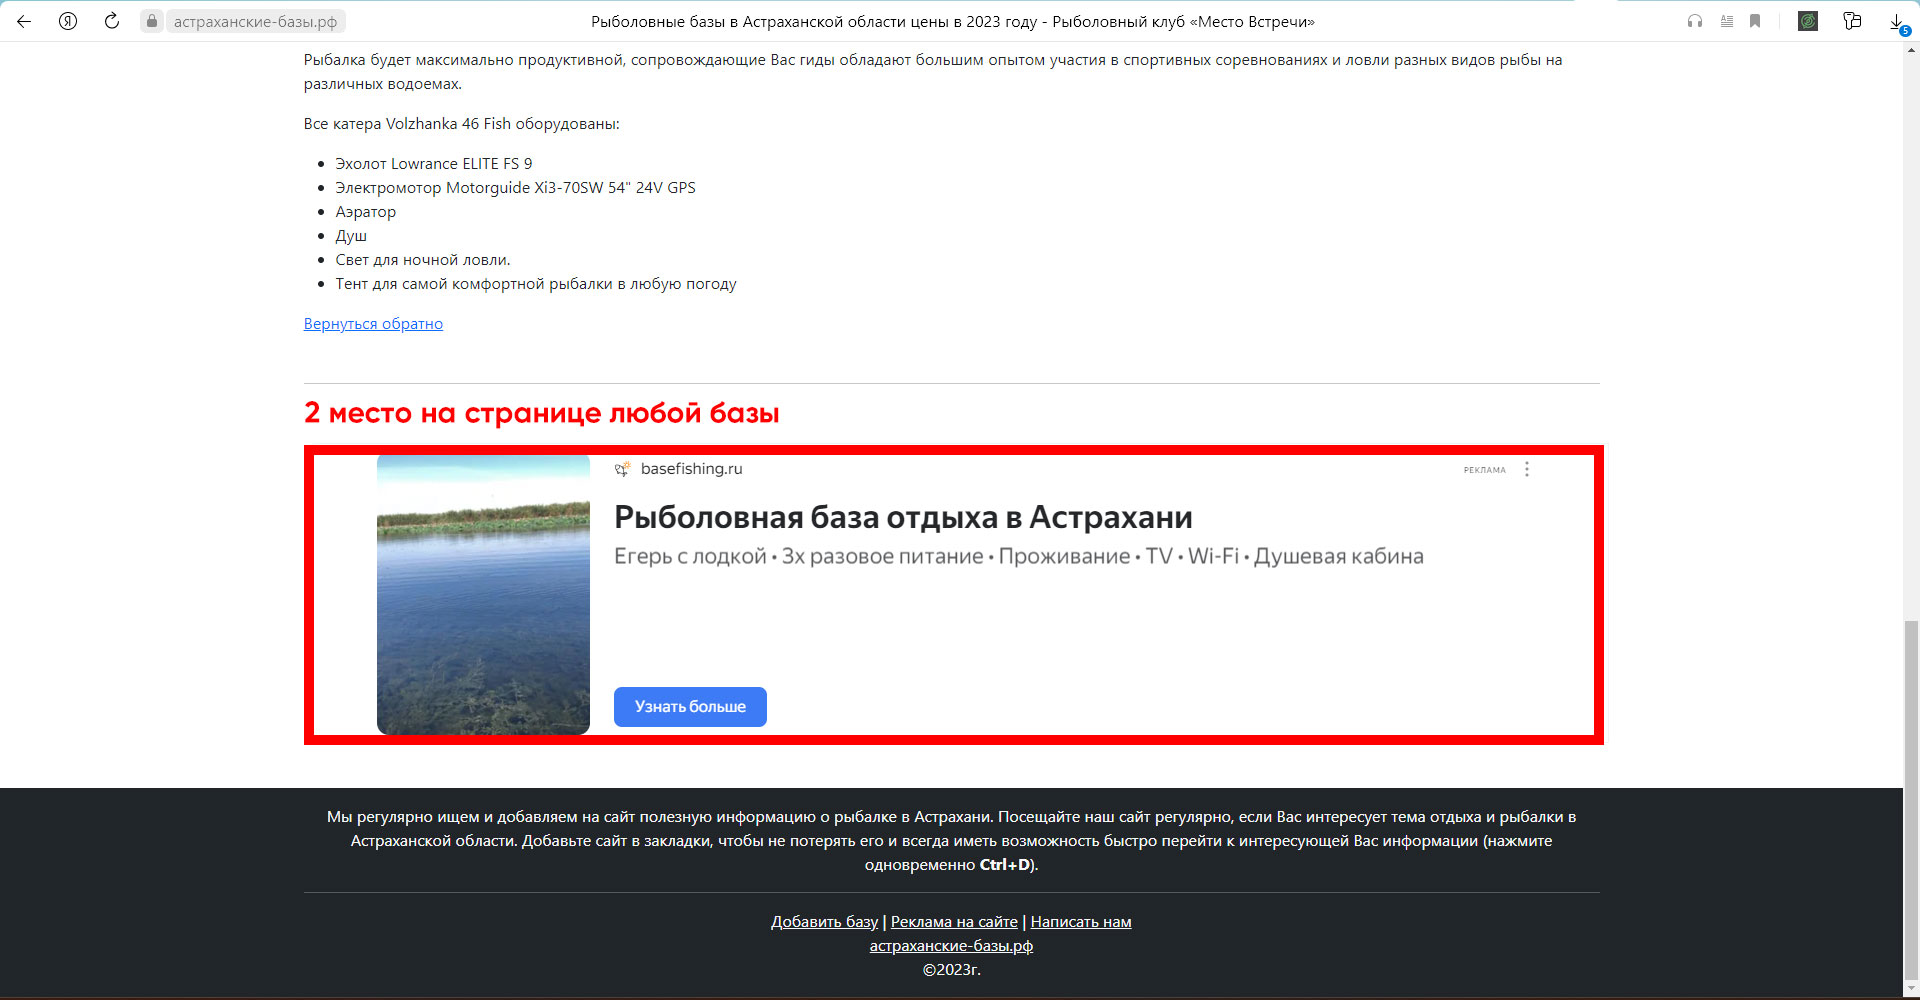 астраханские-базы.рф
Рыболовные базы в Астраханской области цены в 2023 году - Рыболовный клуб «Место Встречи»
5
Рыбалка будет максимально продуктивной, сопровождающие Вас гиды обладают большим опытом участия в спортивных соревнованиях и ловли разных видов рыбы на
различных водоемах.
Все катера Volzhanka 46 Fish оборудованы:
Эхолот Lowrance ELITE FS 9
Электромотор Motorguide Xi3-70SW 54" 24V GPS
Аэратор
Душ
Свет для ночной ловли.
Тент для самой комфортной рыбалки в любую погоду
Вернуться обратно
2 место на странице любой базы
basefishing.ru
РЕКЛАМА
Рыболовная база отдыха в Астрахани
Егерь с лодкой • 3х разовое питание • Проживание • TV • Wi-Fi • Душевая кабина
Узнать больше
Мы регулярно ищем и добавляем на сайт полезную информацию о рыбалке в Астрахани. Посещайте наш сайт регулярно, если Вас интересует тема отдыха и рыбалки в
Астраханской области. Добавьте сайт в закладки, чтобы не потерять его и всегда иметь возможность быстро перейти к интересующей Вас информации (нажмите
одновременно Ctrl+D).
Добавить базу | Реклама на сайте | Написать нам
астраханские-базы.рф
©2023г.